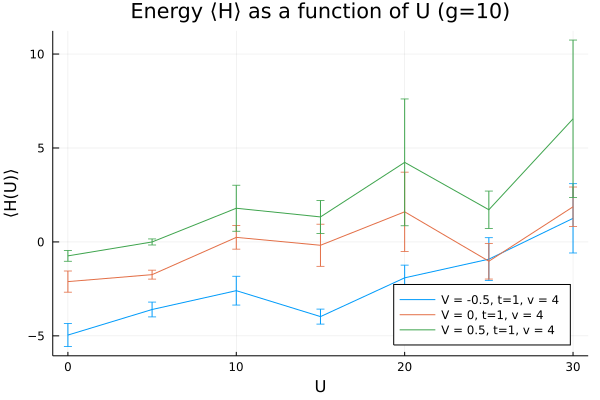 Energy ⟨H⟩ as a function of U (g=10)
⟨H(U)⟩
10
5
0
−5
0
10
20
30
U
V = -0.5, t=1, v = 4
V = 0, t=1, v = 4
V = 0.5, t=1, v = 4